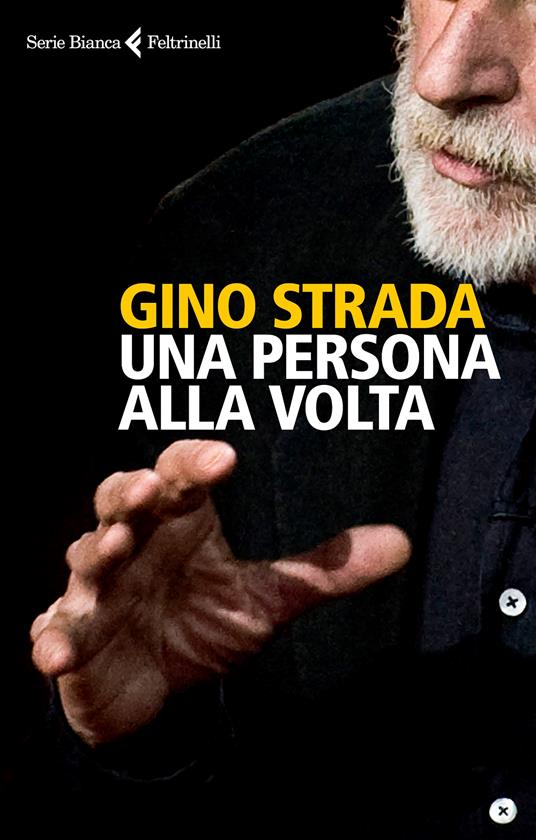 Serie Bianca Feltrinelli
GINO STRADA
UNA PERSONA
ALLA VOLTA